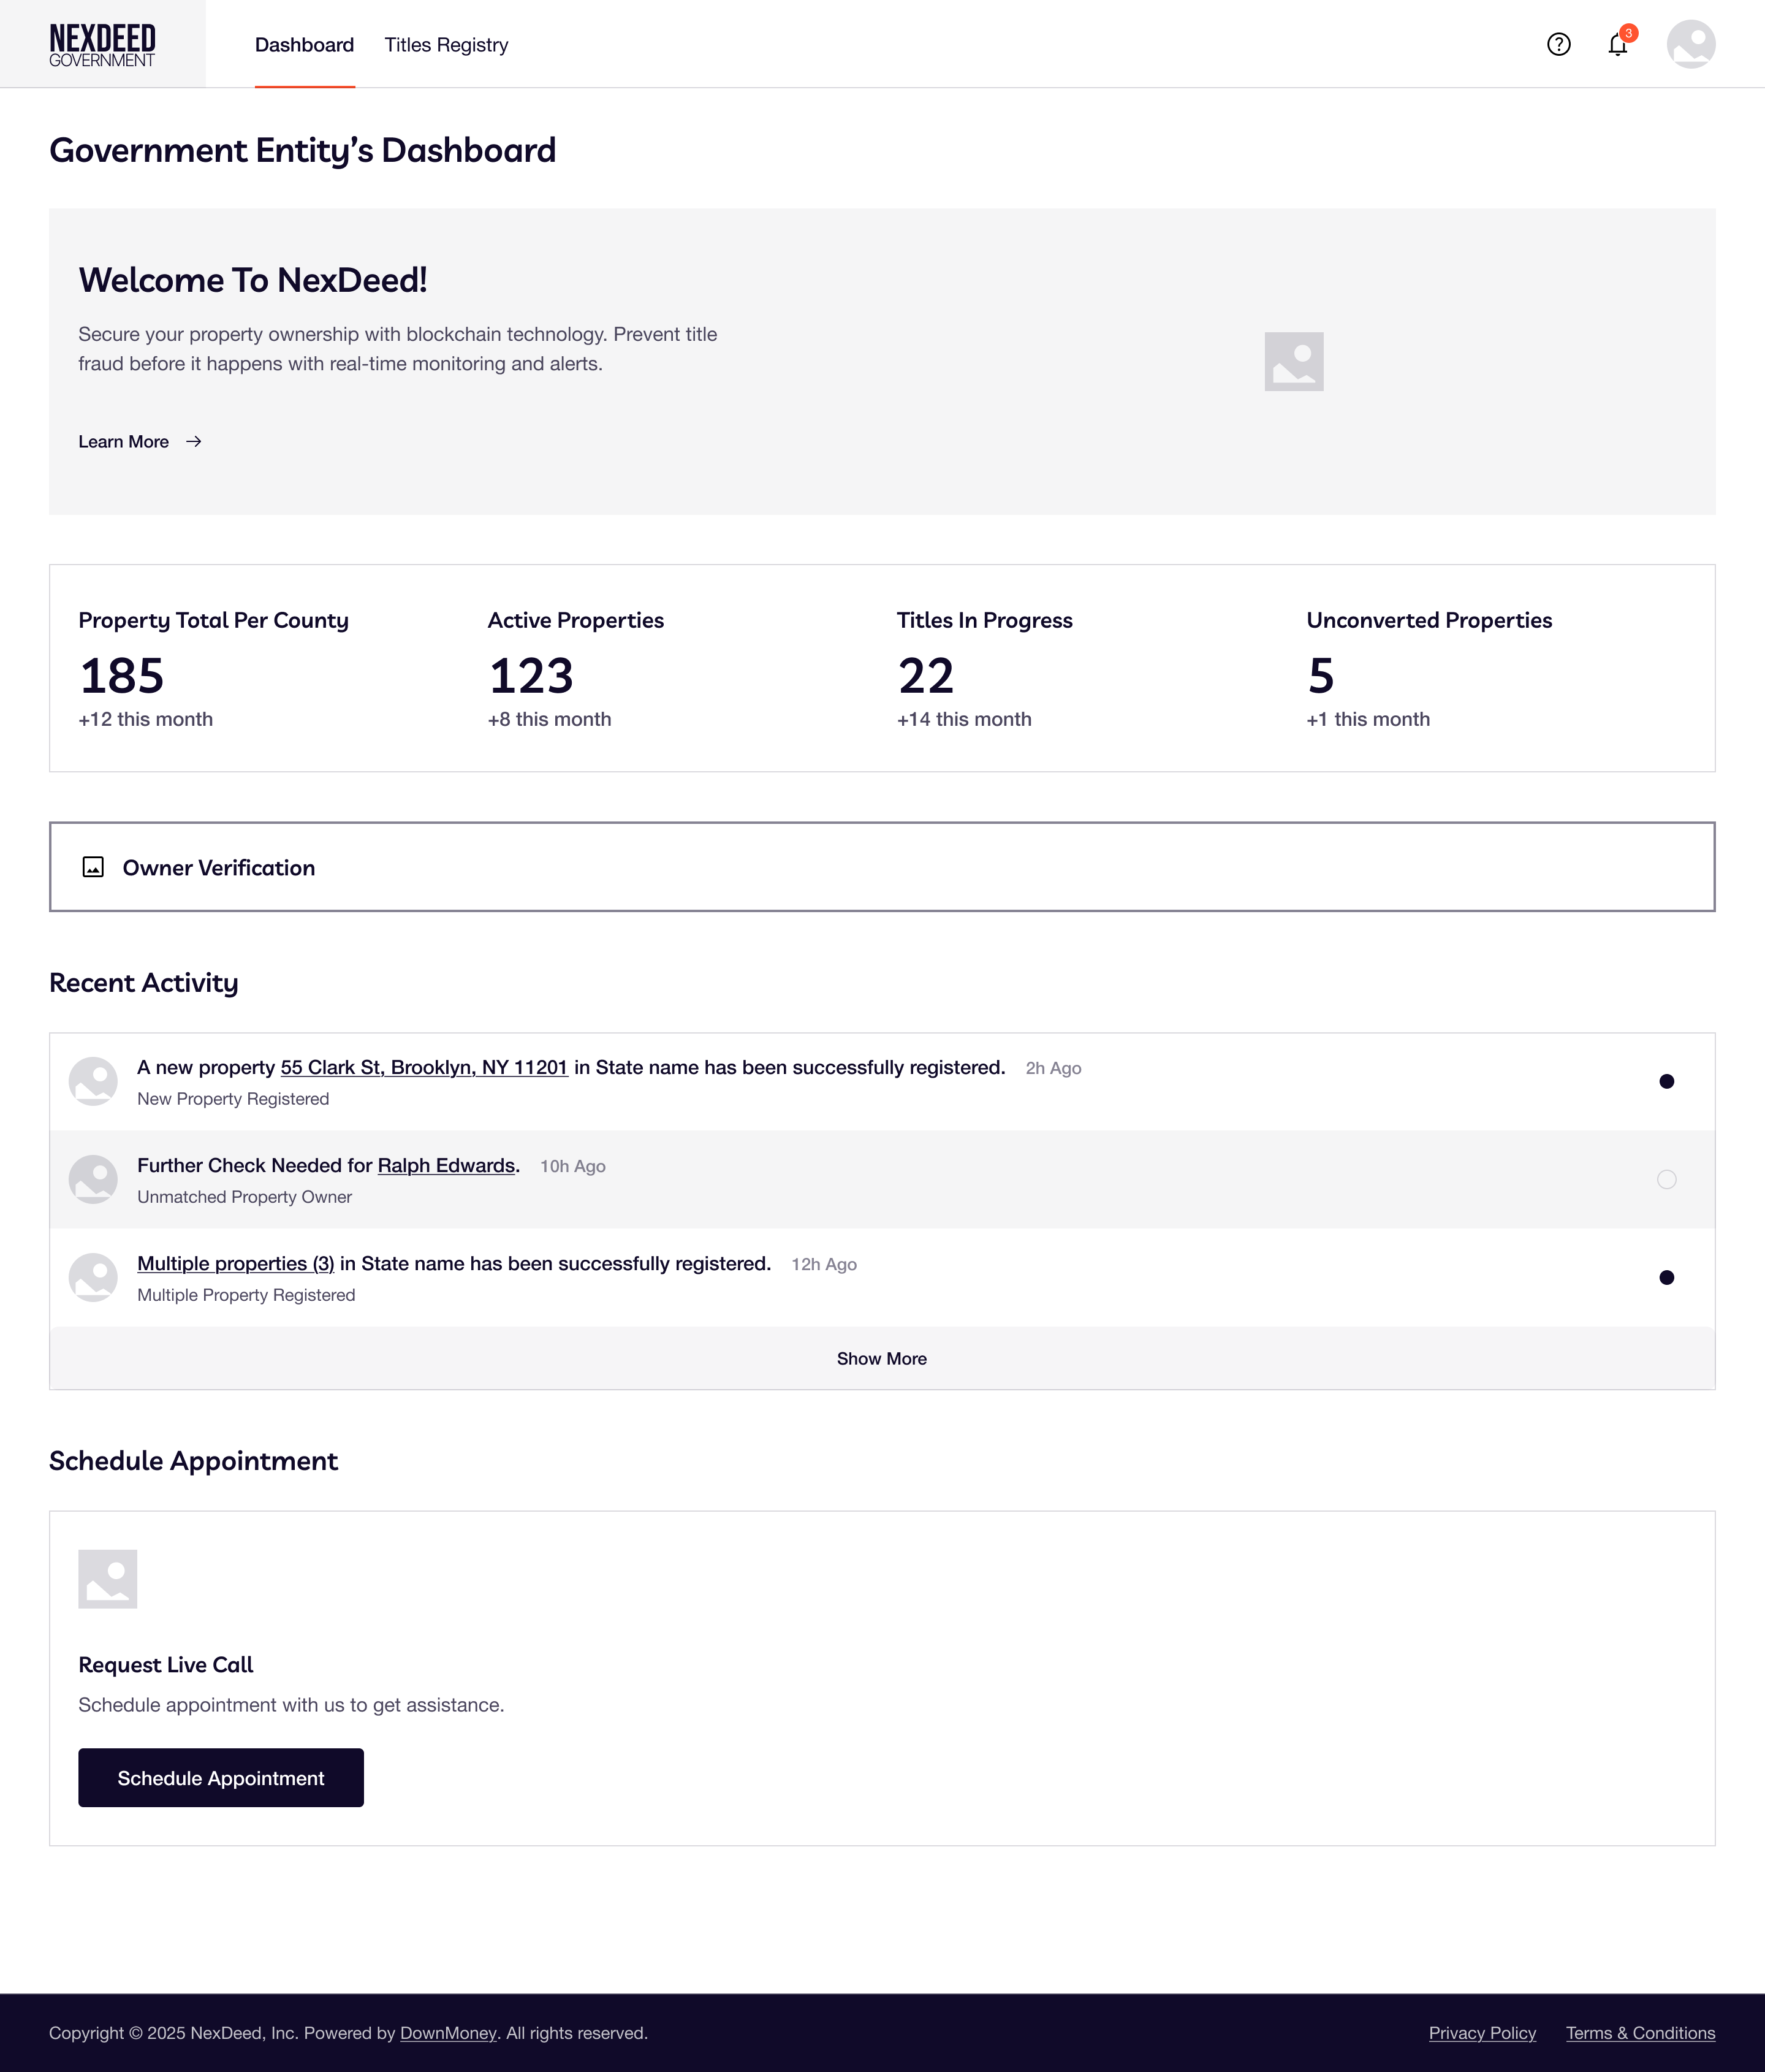 NEXDEED
GOVERNMENT
Dashboard
Titles Registry
3
Government Entity’s Dashboard
Welcome To NexDeed!
Secure your property ownership with blockchain technology. Prevent title
fraud before it happens with real-time monitoring and alerts.
Learn More
Property Total Per County
185
+12 this month
Active Properties
123
+8 this month
Titles In Progress
22
+14 this month
Unconverted Properties
5
+1 this month
Owner Verification
Recent Activity
A new property 55 Clark St, Brooklyn, NY 11201 in State name has been successfully registered. 2h Ago
New Property Registered
Further Check Needed for Ralph Edwards. 10h Ago
Unmatched Property Owner
Multiple properties (3) in State name has been successfully registered. 12h Ago
Multiple Property Registered
Show More
Schedule Appointment
Request Live Call
Schedule appointment with us to get assistance.
Schedule Appointment
Copyright © 2025 NexDeed, Inc. Powered by DownMoney. All rights reserved.
Privacy Policy
Terms & Conditions